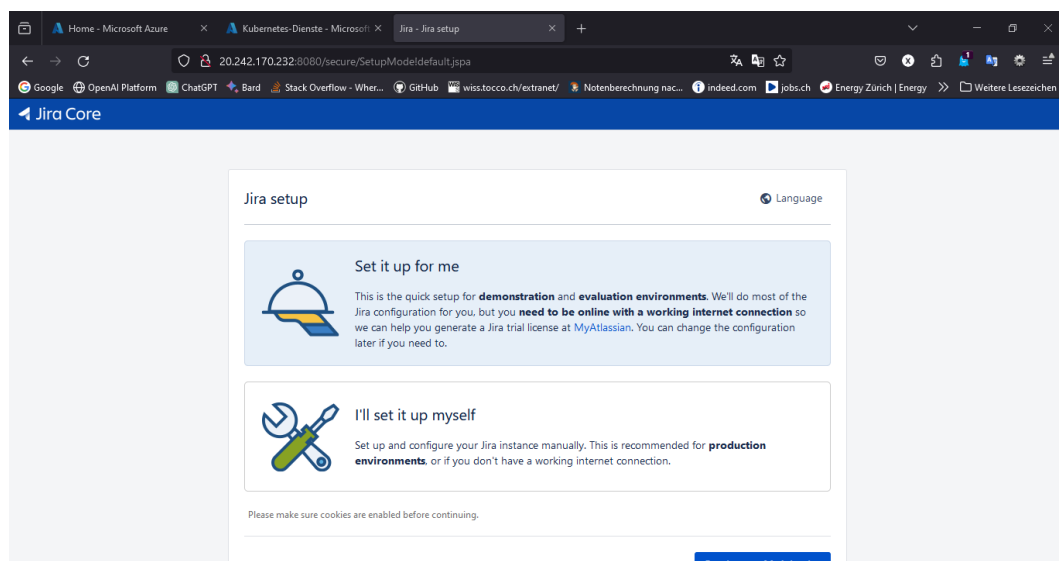 Home - Microsoft Azure
Kubernetes-Dienste - Microsoft
Jira - Jira setup
20.242.170.232:8080/secure/SetupModeldefault.jspa
Google
OpenAI Platform
ChatGPT
Bard
Stack Overflow - Wher...
GitHub
wiss.tocco.ch/extranet/
Notenberechnung nac...
indeed.com
jobs.ch
Energy Zürich | Energy
Weitere Lesezeichen
Jira Core
Jira setup
Language
Set it up for me
This is the quick setup for demonstration and evaluation environments. We'll do most of the
Jira configuration for you, but you need to be online with a working internet connection so
we can help you generate a Jira trial license at MyAtlassian. You can change the configuration
later if you need to.
I'll set it up myself
Set up and configure your Jira instance manually. This is recommended for production
environments, or if you don't have a working internet connection.
Please make sure cookies are enabled before continuing.